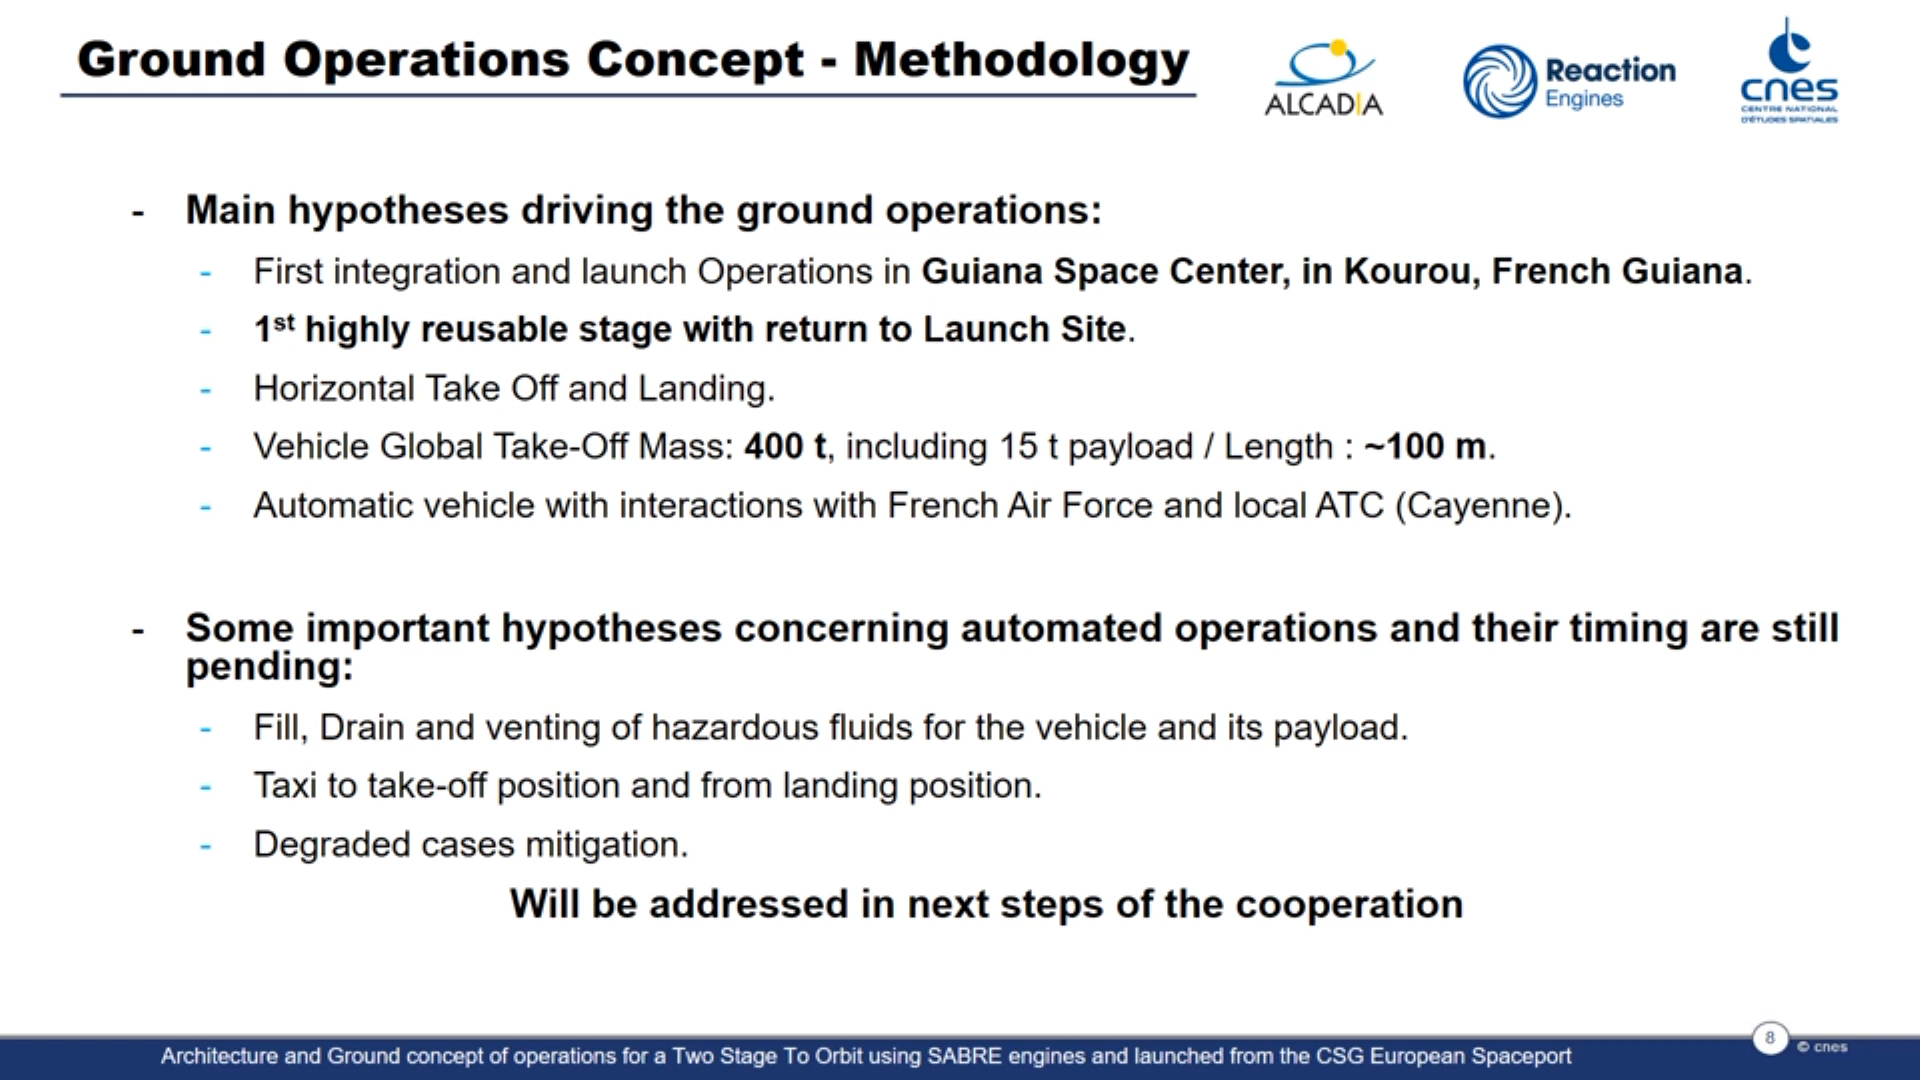 Ground Operations Concept - Methodology
ALCADIA
Reaction
Engines
cnes
CENTRE NATIONAL
D'ÉTUDES SPATIALES
- Main hypotheses driving the ground operations:
- First integration and launch Operations in Guiana Space Center, in Kourou, French Guiana.
- 1st highly reusable stage with return to Launch Site.
- Horizontal Take Off and Landing.
- Vehicle Global Take-Off Mass: 400 t, including 15 t payload / Length : ~100 m.
- Automatic vehicle with interactions with French Air Force and local ATC (Cayenne).
- Some important hypotheses concerning automated operations and their timing are still
pending:
- Fill, Drain and venting of hazardous fluids for the vehicle and its payload.
- Taxi to take-off position and from landing position.
- Degraded cases mitigation.
Will be addressed in next steps of the cooperation
Architecture and Ground concept of operations for a Two Stage To Orbit using SABRE engines and launched from the CSG European Spaceport
8
© cnes